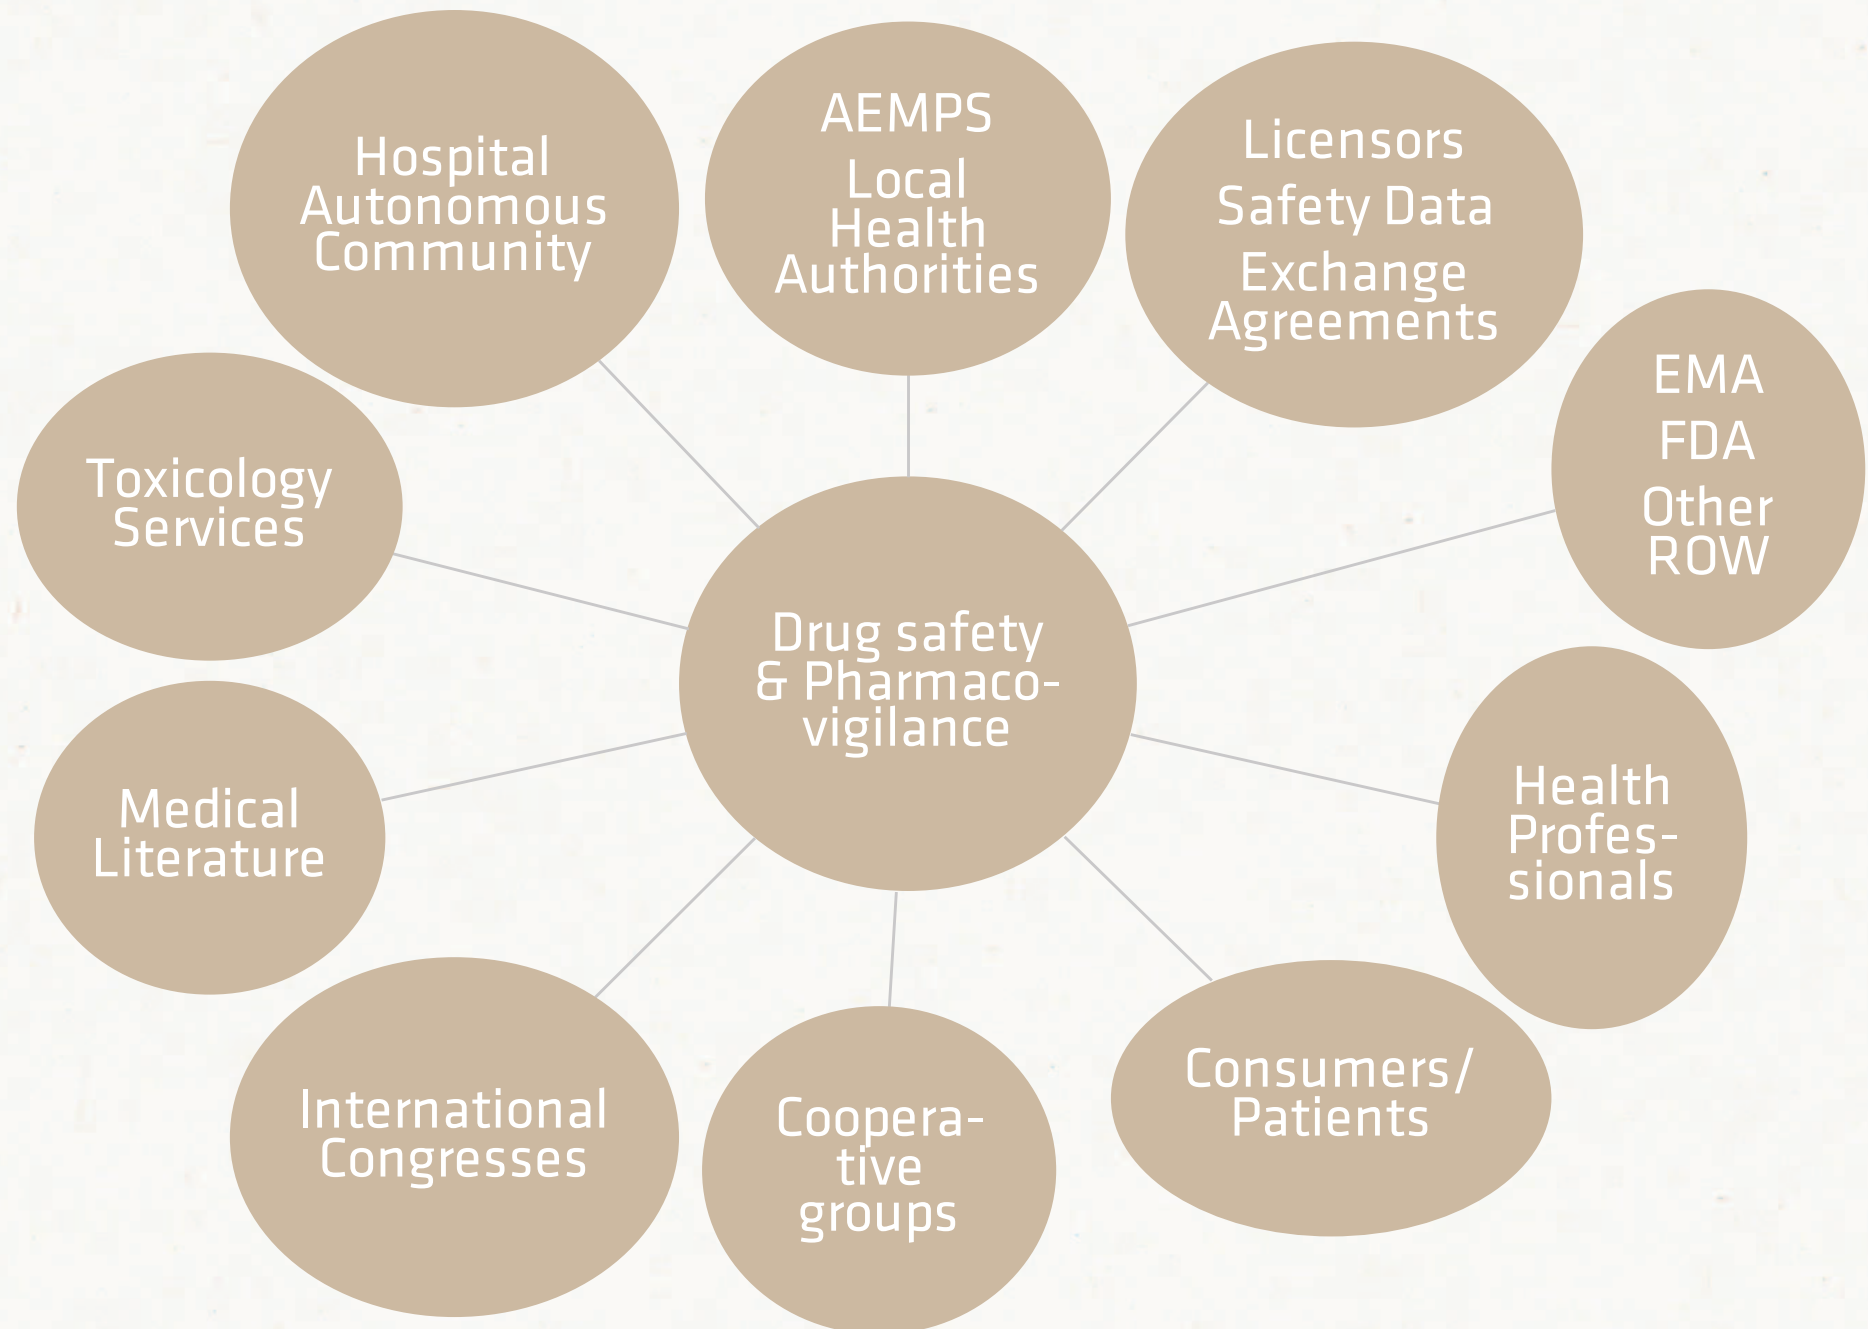 Hospital
Autonomous
Community
AEMPS
Local
Health
Authorities
Licensors
Safety Data
Exchange
Agreements
EMA
FDA
Other
ROW
Toxicology
Services
Drug safety
& Pharmaco-
vigilance
Medical
Literature
Health
Profes-
sionals
International
Congresses
Coopera-
tive
groups
Consumers/
Patients